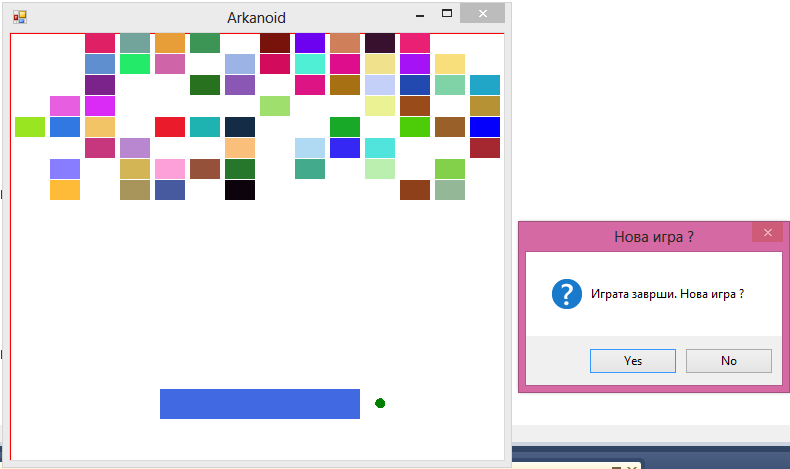 Arkanoid
Нова игра ?
Играта заврши. Нова игра ?
Yes
No